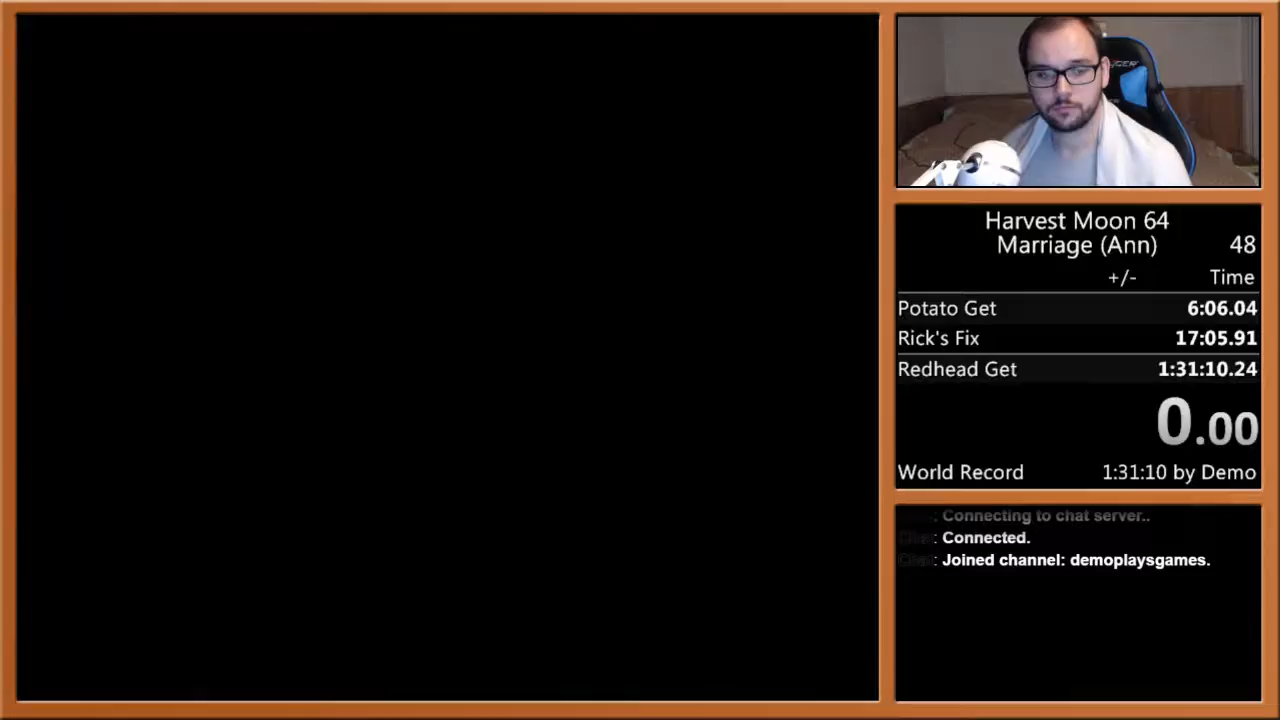 Harvest Moon 64
Marriage (Ann) 48
+/- Time
Potato Get 6:06.04
Rick's Fix 17:05.91
Redhead Get 1:31:10.24
0.00
World Record 1:31:10 by Demo
: Connecting to chat server..
: Connected.
: Joined channel: demoplaysgames.